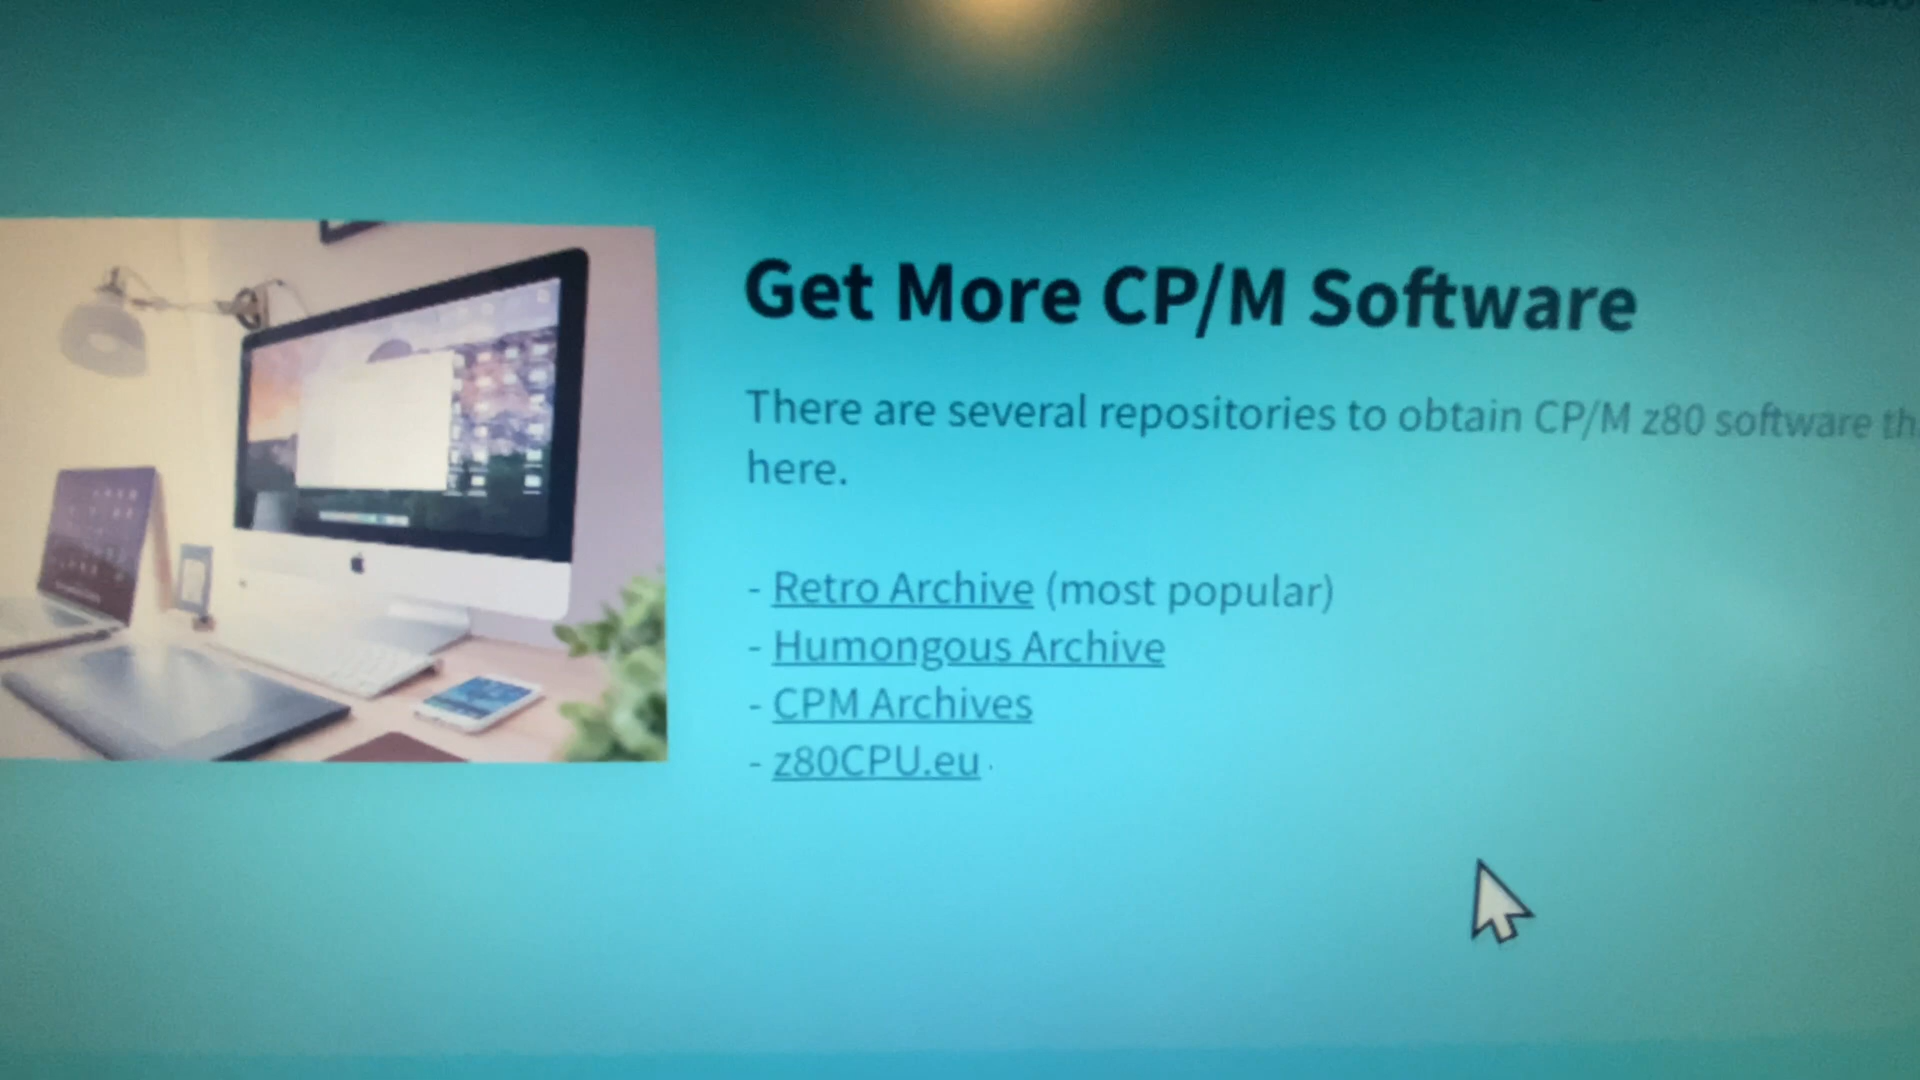 Get More CP/M Software
There are several repositories to obtain CP/M z80 software
here.
- Retro Archive (most popular)
- Humongous Archive
- CPM Archives
- z80CPU.eu